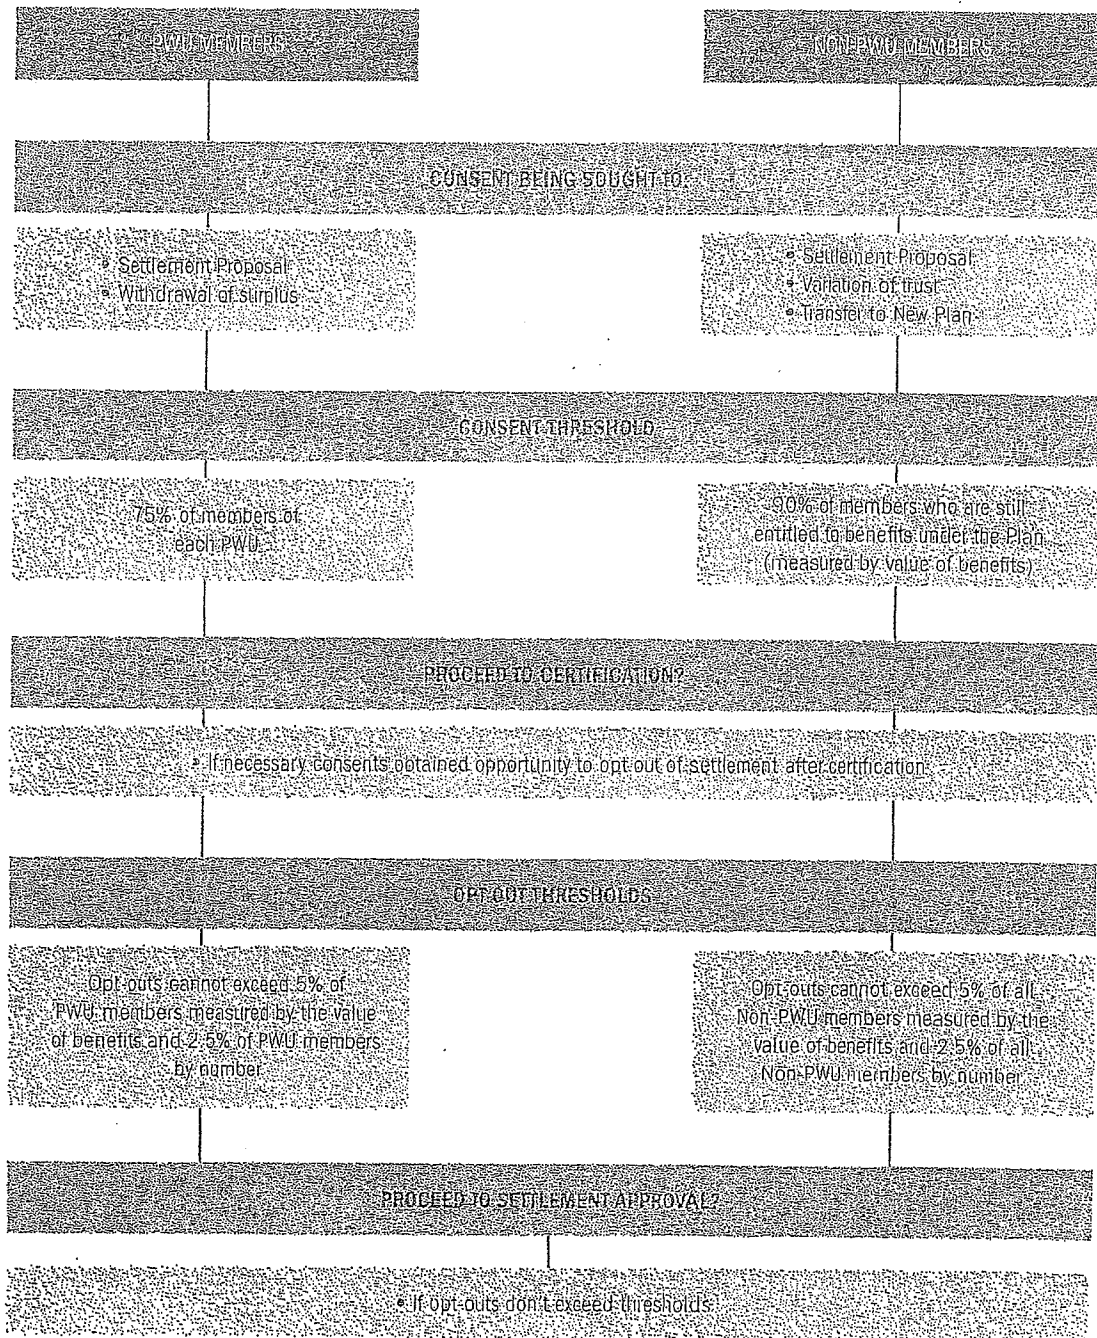 PWU MEMBERS
NON-PWU MEMBERS
CONSENT BEING SOUGHT TO:
• Settlement Proposal
• Withdrawal of surplus
• Settlement Proposal
• Variation of trust
• Transfer to New Plan
CONSENT THRESHOLD
75% of members of
each PWU
90% of members who are still
entitled to benefits under the Plan
(measured by value of benefits)
PROCEED TO CERTIFICATION?
• If necessary consents obtained opportunity to opt out of settlement after certification
OPT-OUT THRESHOLDS
Opt-outs cannot exceed 5% of
PWU members measured by the value
of benefits and 2.5% of PWU members
by number
Opt-outs cannot exceed 5% of all
Non-PWU members measured by the
value of benefits and 2.5% of all
Non-PWU members by number
PROCEED TO SETTLEMENT APPROVAL?
• If opt-outs don't exceed thresholds